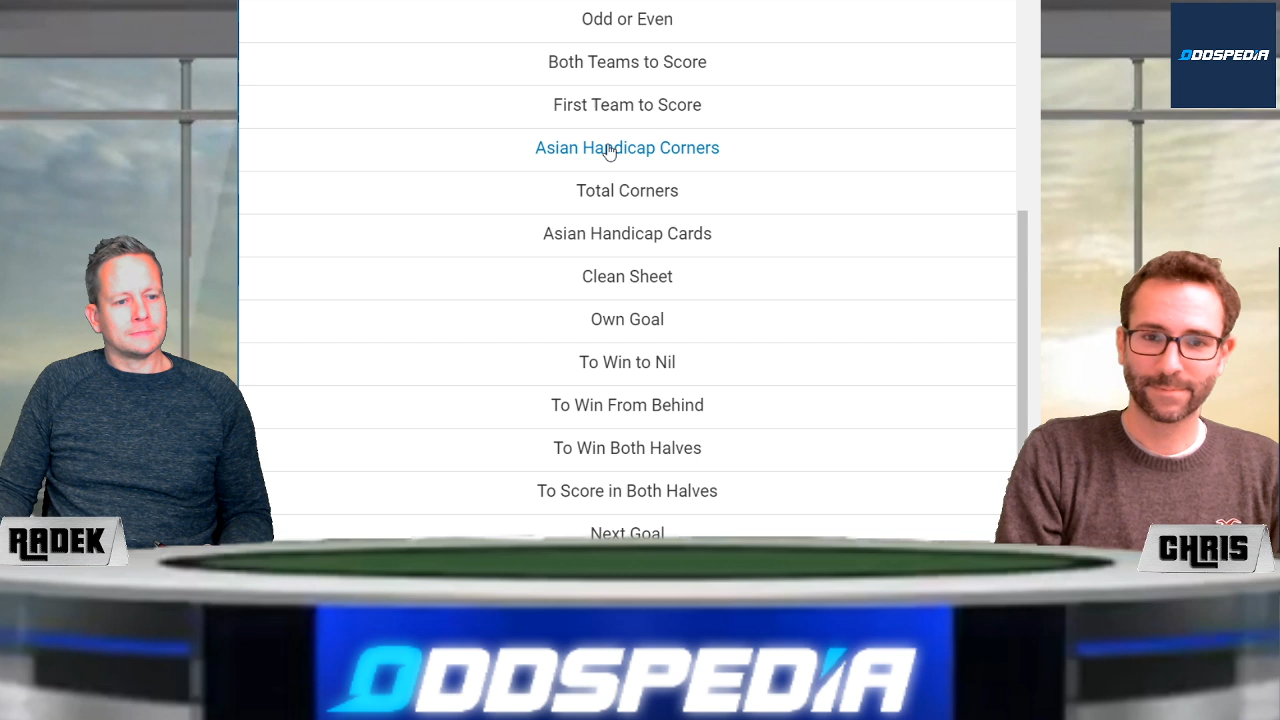 Odd or Even
ODDSPEDIA
Both Teams to Score
First Team to Score
Asian Handicap Corners
Total Corners
Asian Handicap Cards
Clean Sheet
Own Goal
To Win to Nil
To Win From Behind
To Win Both Halves
To Score in Both Halves
Next Goal
RADEK
CHRIS
ODDSPEDIA